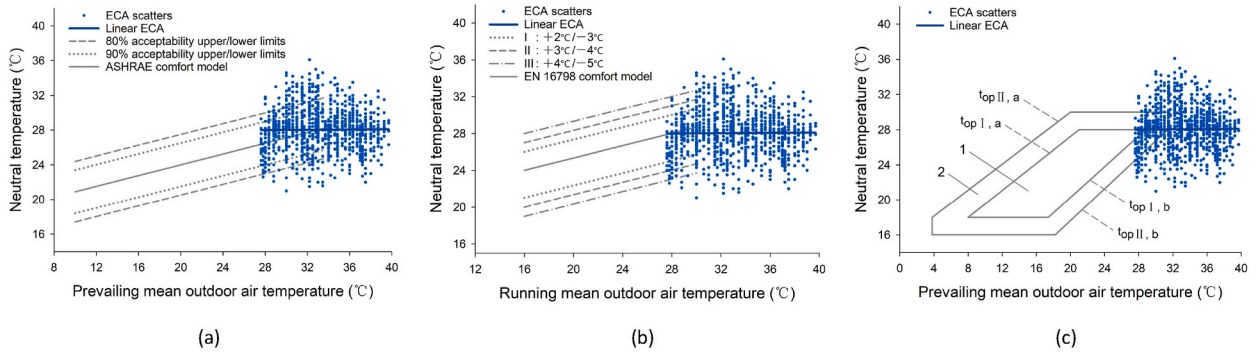 ECA scatters
Linear ECA
80% acceptability upper/lower limits
90% acceptability upper/lower limits
ASHRAE comfort model
Neutral temperature (℃)
40
36
32
28
24
20
16
8 12 16 20 24 28 32 36 40
Prevailing mean outdoor air temperature (℃)
(a)
ECA scatters
Linear ECA
Ⅰ : +2℃/−3℃
Ⅱ : +3℃/−4℃
Ⅲ : +4℃/−5℃
EN 16798 comfort model
Neutral temperature (℃)
40
36
32
28
24
20
16
12 16 20 24 28 32 36 40
Running mean outdoor air temperature (℃)
(b)
ECA scatters
Linear ECA
Neutral temperature (℃)
40
36
32
28
24
20
16
top Ⅱ, a
top Ⅰ, a
1
2
top Ⅰ, b
top Ⅱ, b
0 4 8 12 16 20 24 28 32 36 40
Prevailing mean outdoor air temperature (℃)
(c)